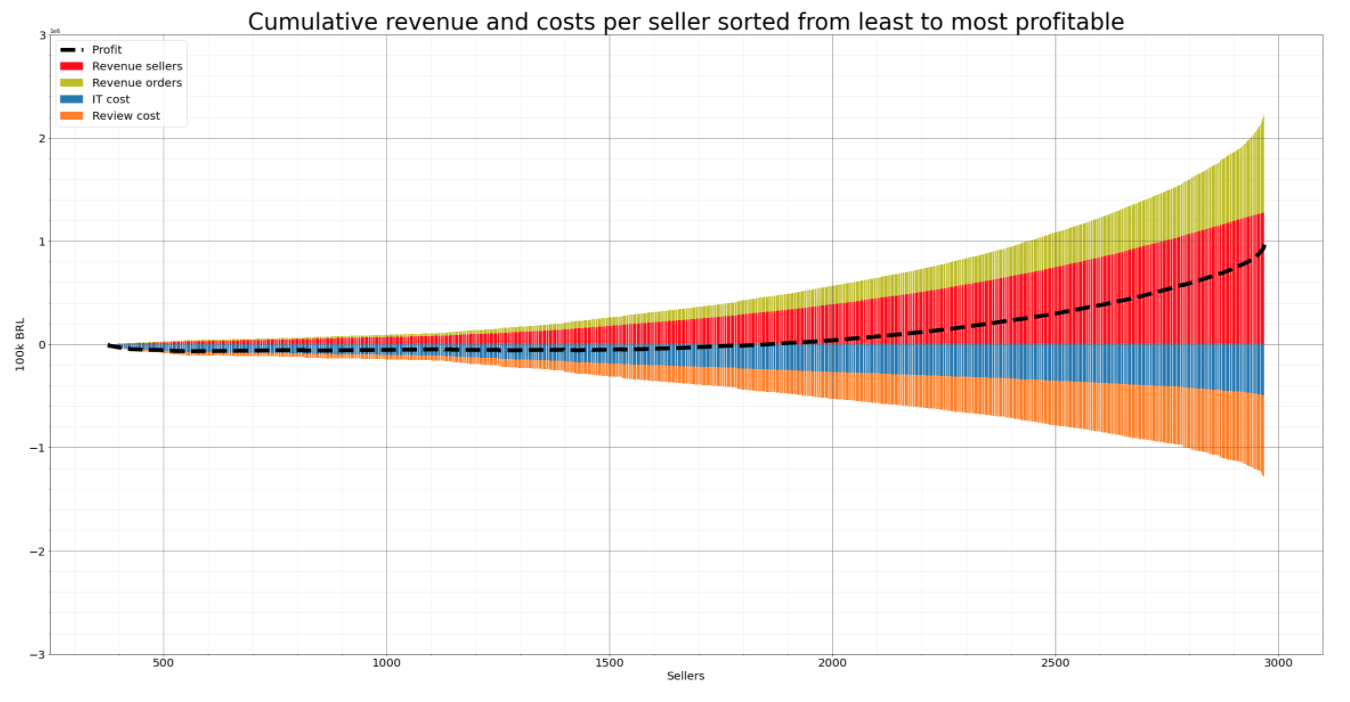 Cumulative revenue and costs per seller sorted from least to most profitable
1e6
Profit
Revenue sellers
Revenue orders
IT cost
Review cost
3
2
1
0
−1
−2
−3
100k BRL
500 1000 1500 2000 2500 3000
Sellers